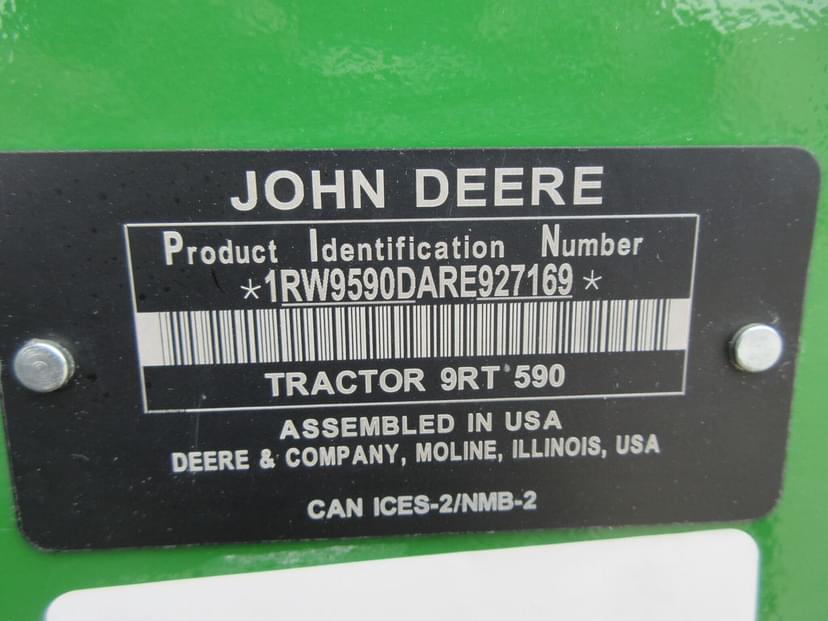 JOHN DEERE
Product Identification Number
*1RW9590DARE927169*
TRACTOR 9RT 590
ASSEMBLED IN USA
DEERE & COMPANY, MOLINE, ILLINOIS, USA
CAN ICES-2/NMB-2